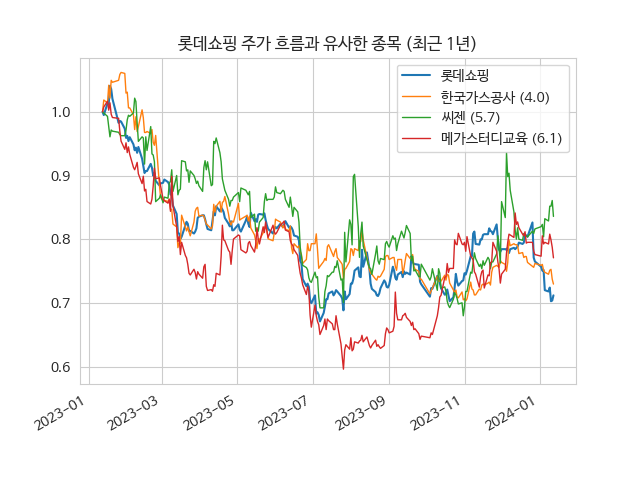 롯데쇼핑 주가 흐름과 유사한 종목 (최근 1년)
롯데쇼핑
한국가스공사 (4.0)
씨젠 (5.7)
메가스터디교육 (6.1)
1.0
0.9
0.8
0.7
0.6
2023-01
2023-03
2023-05
2023-07
2023-09
2023-11
2024-01